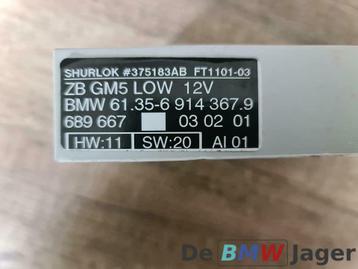 SHURLOK #375183AB FT1101-03
ZB GM5 LOW 12V
BMW 61.35-6 914 367.9
689 667 03 02 01
HW:11 SW:20 AI 01
De BMW Jager